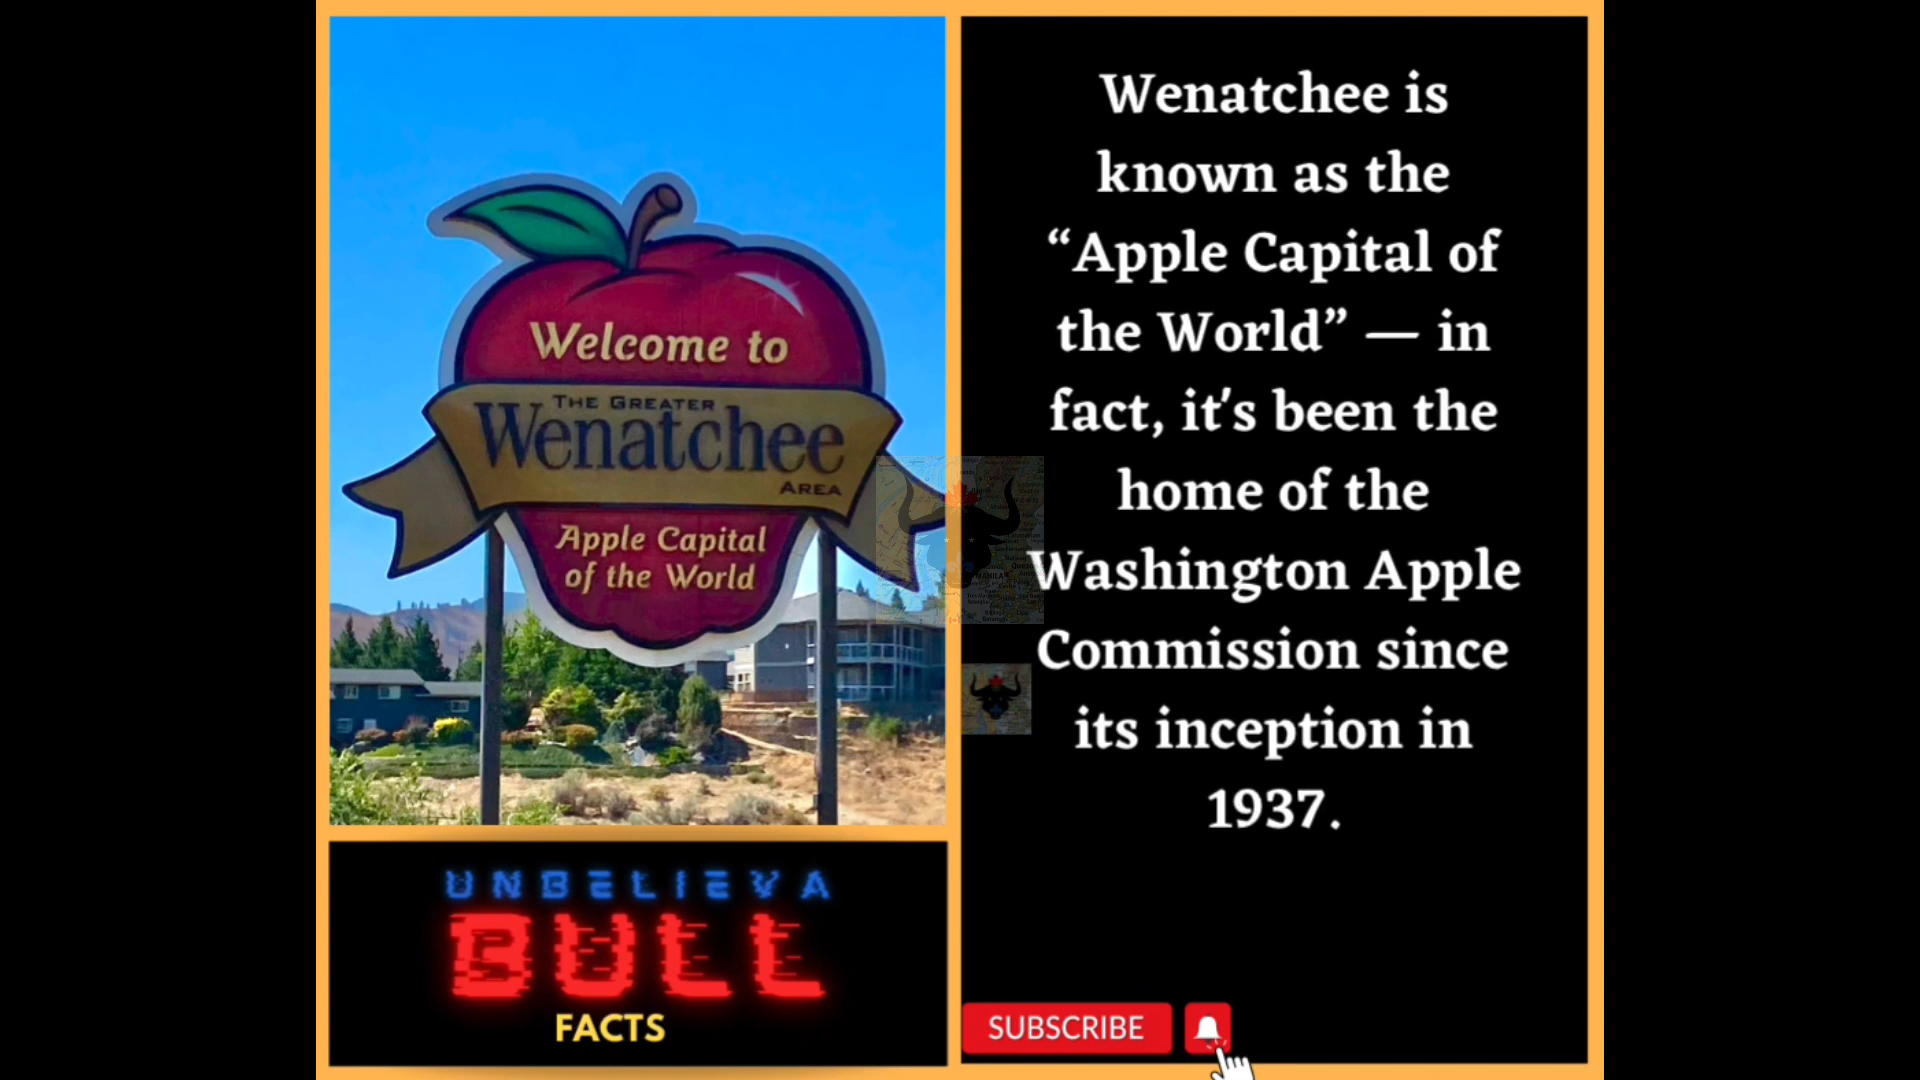 Welcome to
THE GREATER
Wenatchee
AREA
Apple Capital
of the World
Wenatchee is
known as the
“Apple Capital of
the World” — in
fact, it's been the
home of the
Washington Apple
Commission since
its inception in
1937.
UNBELIEVA
BULL
FACTS
SUBSCRIBE